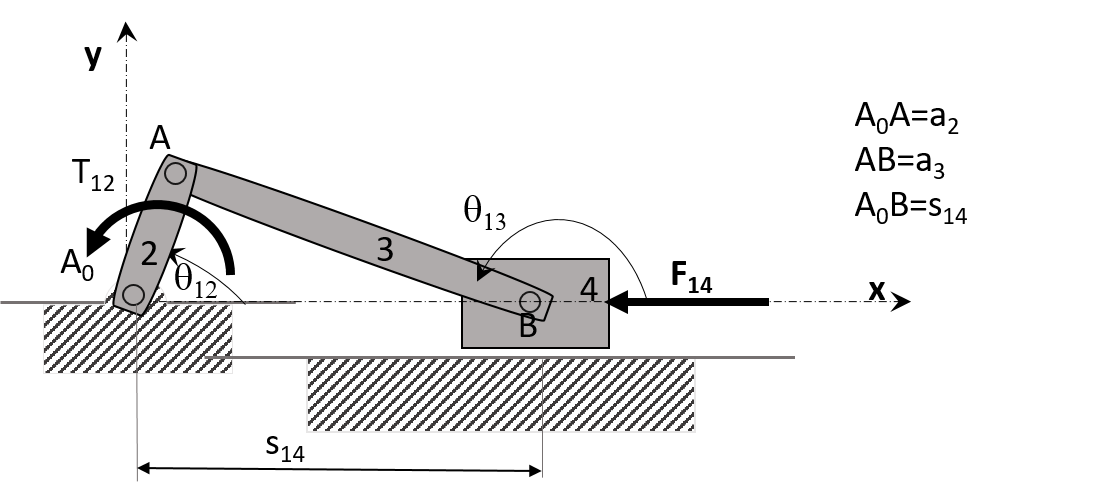 y
A
T₁₂
A₀
2
θ₁₂
3
θ₁₃
4
B
F₁₄
x
s₁₄
A₀A=a₂
AB=a₃
A₀B=s₁₄